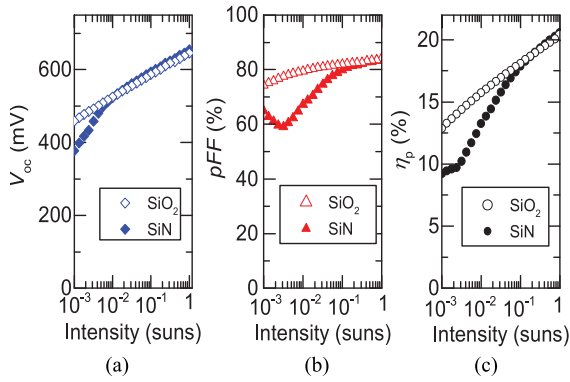 V_oc (mV)
600
400
200
0
SiO₂
SiN
10⁻³ 10⁻² 10⁻¹ 1
Intensity (suns)
(a)
pFF (%)
100
80
60
40
20
0
SiO₂
SiN
10⁻³ 10⁻² 10⁻¹ 1
Intensity (suns)
(b)
η_p (%)
20
15
10
5
0
SiO₂
SiN
10⁻³ 10⁻² 10⁻¹ 1
Intensity (suns)
(c)